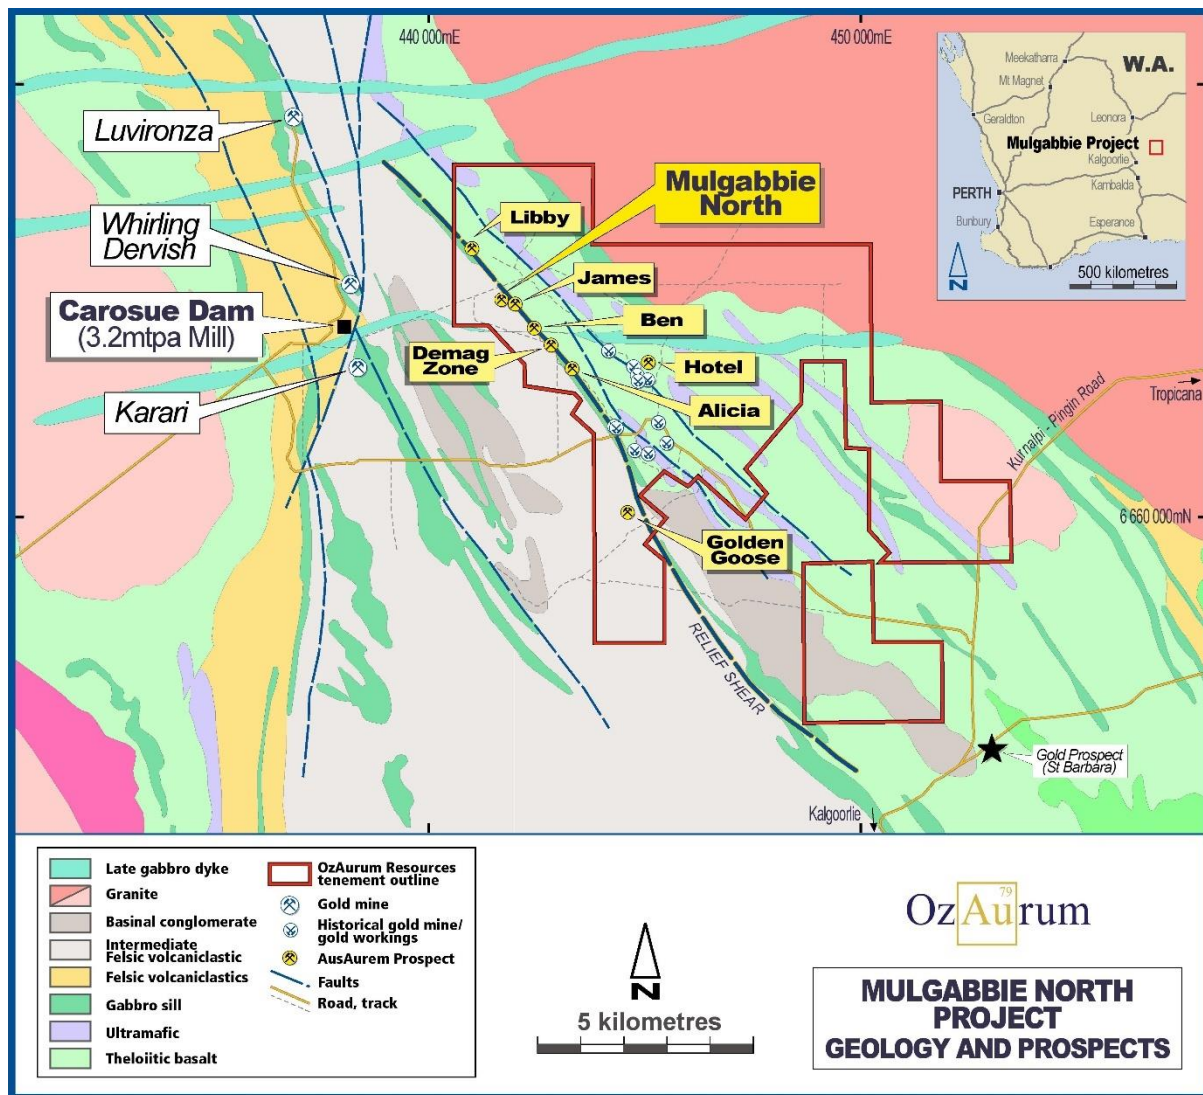 440 000mE
450 000mE
W.A.
Meekatharra
Mt Magnet
Geraldton
Leonora
Mulgabbie Project
Kalgoorlie
PERTH
Kambalda
Bunbury
Esperance
N
500 kilometres
Luvironza
Whirling
Dervish
Carosue Dam
(3.2mtpa Mill)
Karari
Mulgabbie
North
Libby
James
Ben
Demag
Zone
Hotel
Alicia
Golden
Goose
Kurnalpi - Pingin Road
Tropicana
6 660 000mN
RELIEF SHEAR
Gold Prospect
(St Barbara)
Kalgoorlie
Late gabbro dyke
Granite
Basinal conglomerate
Intermediate
Felsic volcaniclastic
Felsic volcaniclastics
Gabbro sill
Ultramafic
Theloiitic basalt
OzAurum Resources
tenement outline
Gold mine
Historical gold mine/
gold workings
AusAurem Prospect
Faults
Road, track
N
5 kilometres
79
OzAurum
MULGABBIE NORTH
PROJECT
GEOLOGY AND PROSPECTS